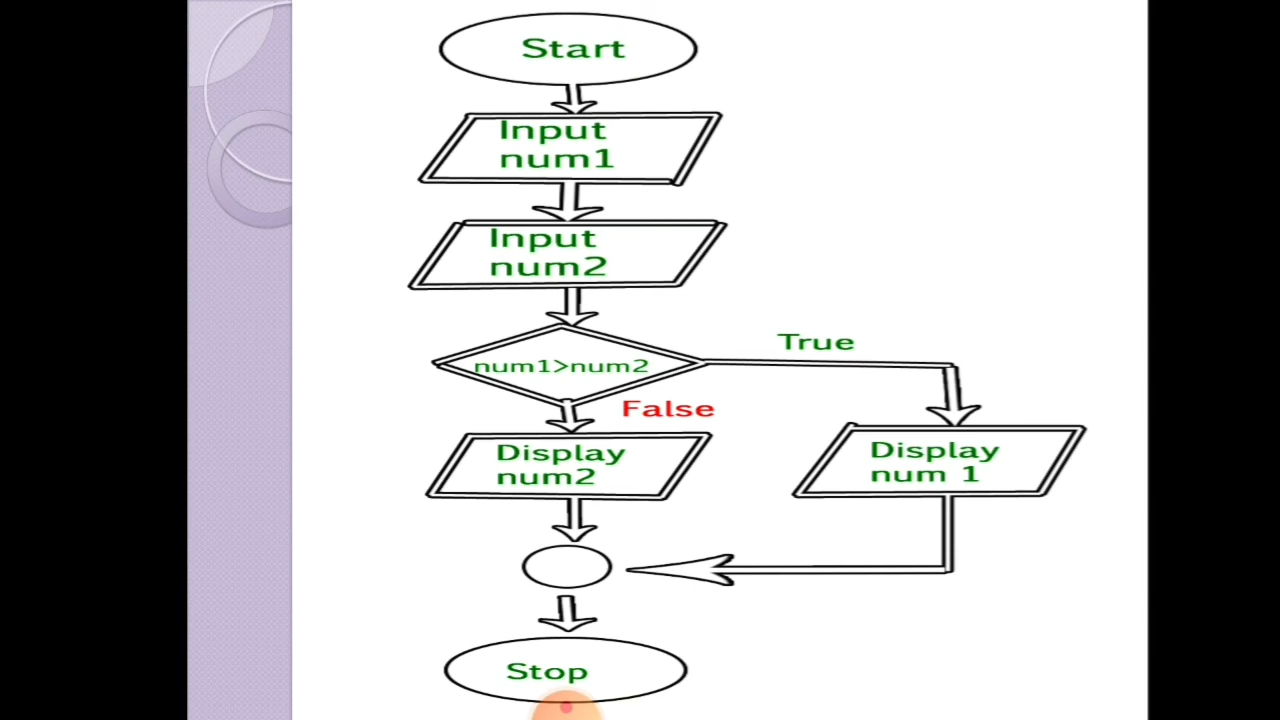 Start
Input
num1
Input
num2
num1>num2
True
False
Display
num2
Display
num 1
Stop